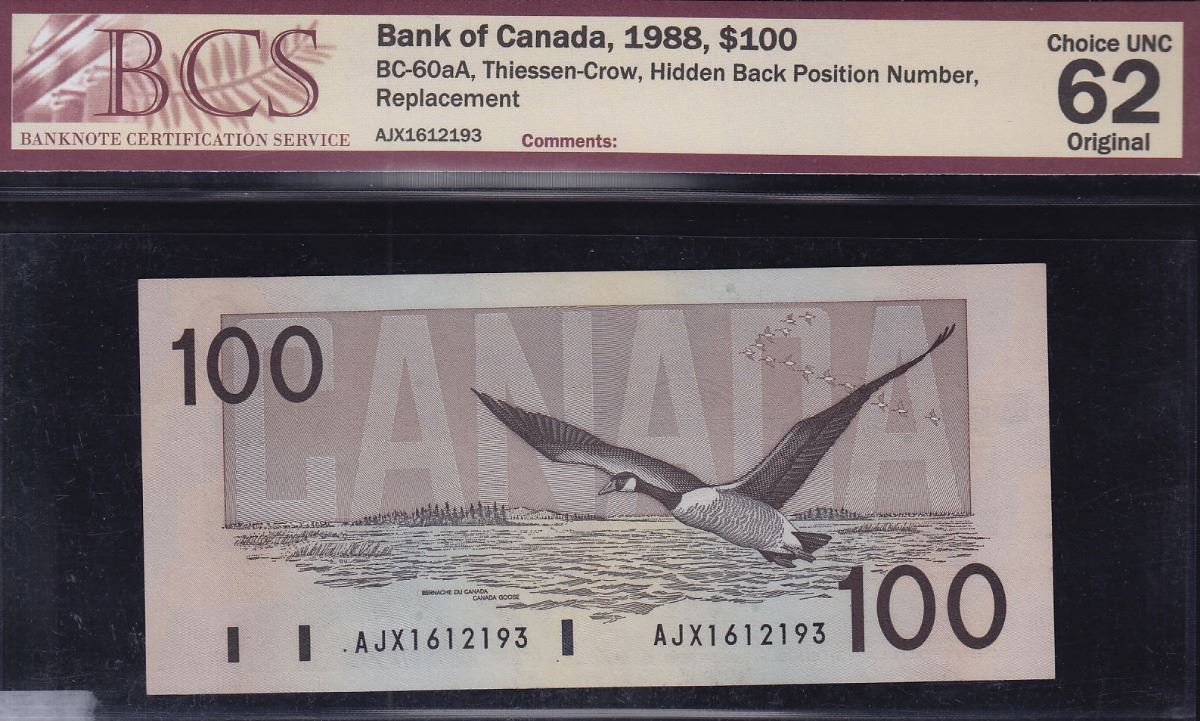 BCS
BANKNOTE CERTIFICATION SERVICE
Bank of Canada, 1988, $100
BC-60aA, Thiessen-Crow, Hidden Back Position Number,
Replacement
AJX1612193
Comments:
Choice UNC
62
Original
100
CANADA
BERNACHE DU CANADA
CANADA GOOSE
100
AJX1612193
AJX1612193